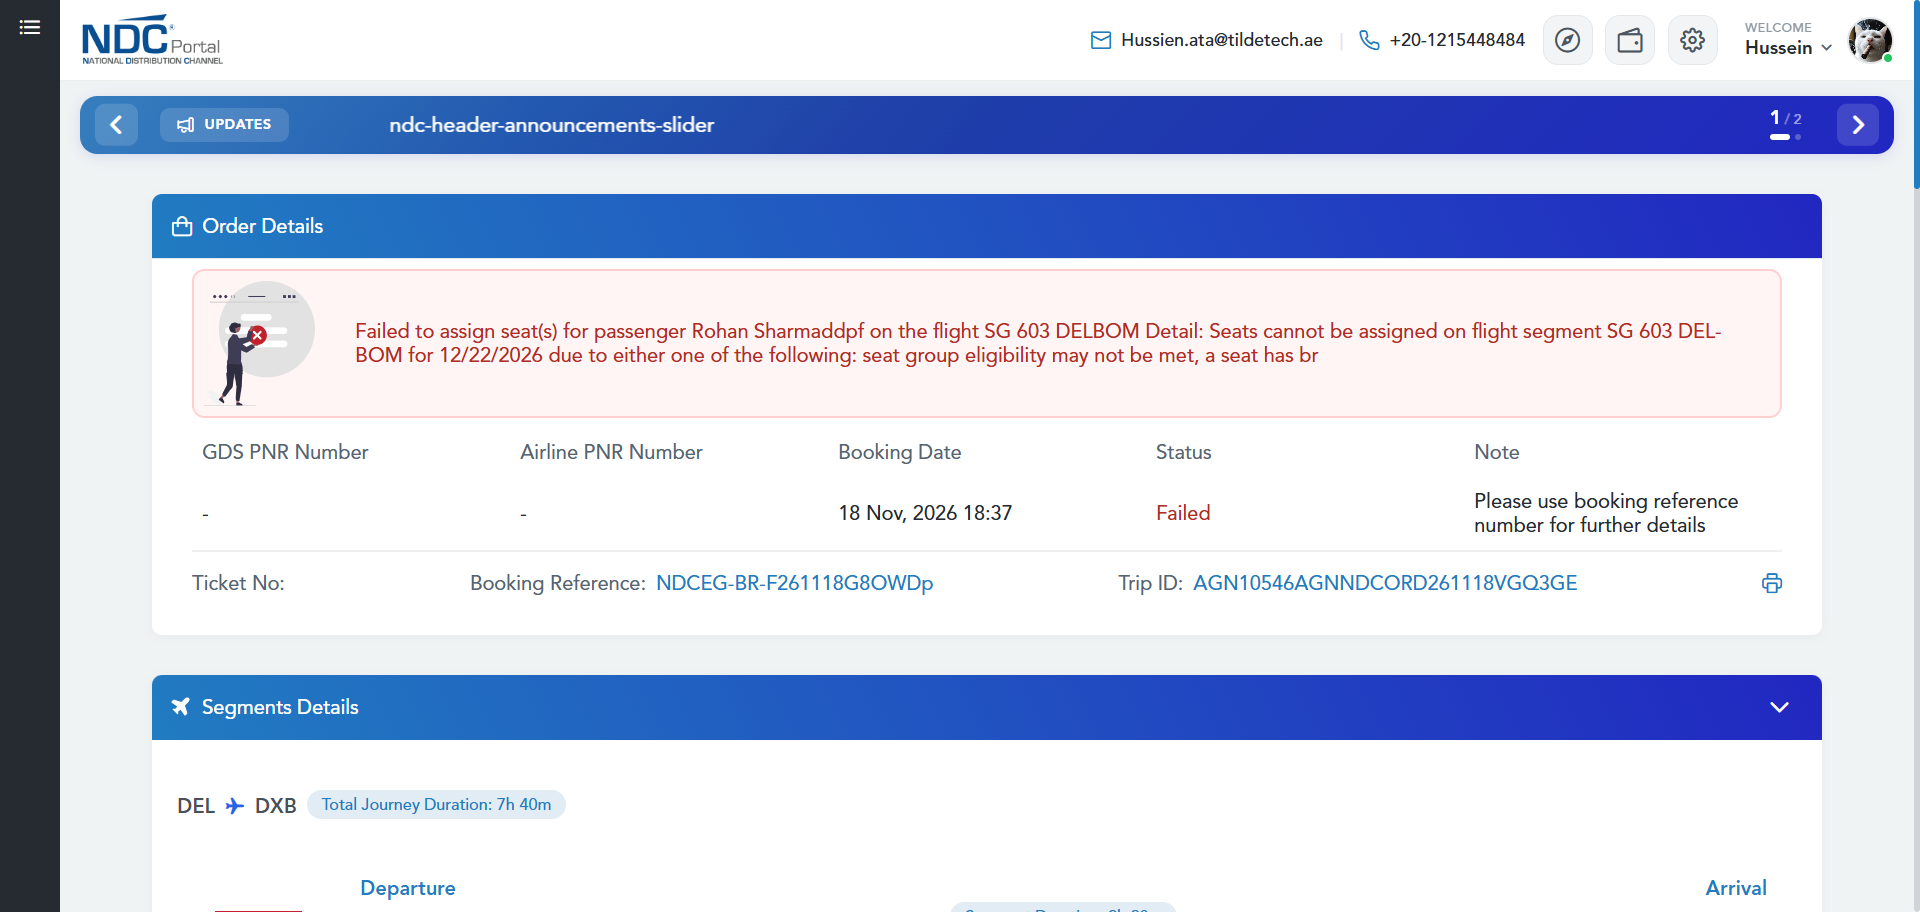 NDC Portal
NATIONAL DISTRIBUTION CHANNEL
Hussien.ata@tildetech.ae
+20-1215448484
WELCOME
Hussein
UPDATES
ndc-header-announcements-slider
1 / 2
Order Details
Failed to assign seat(s) for passenger Rohan Sharmaddpf on the flight SG 603 DELBOM Detail: Seats cannot be assigned on flight segment SG 603 DEL-
BOM for 12/22/2026 due to either one of the following: seat group eligibility may not be met, a seat has br
GDS PNR Number
Airline PNR Number
Booking Date
Status
Note
-
-
18 Nov, 2026 18:37
Failed
Please use booking reference
number for further details
Ticket No:
Booking Reference: NDCEG-BR-F261118G8OWDp
Trip ID: AGN10546AGNNDCORD261118VGQ3GE
Segments Details
DEL DXB
Total Journey Duration: 7h 40m
Departure
Arrival